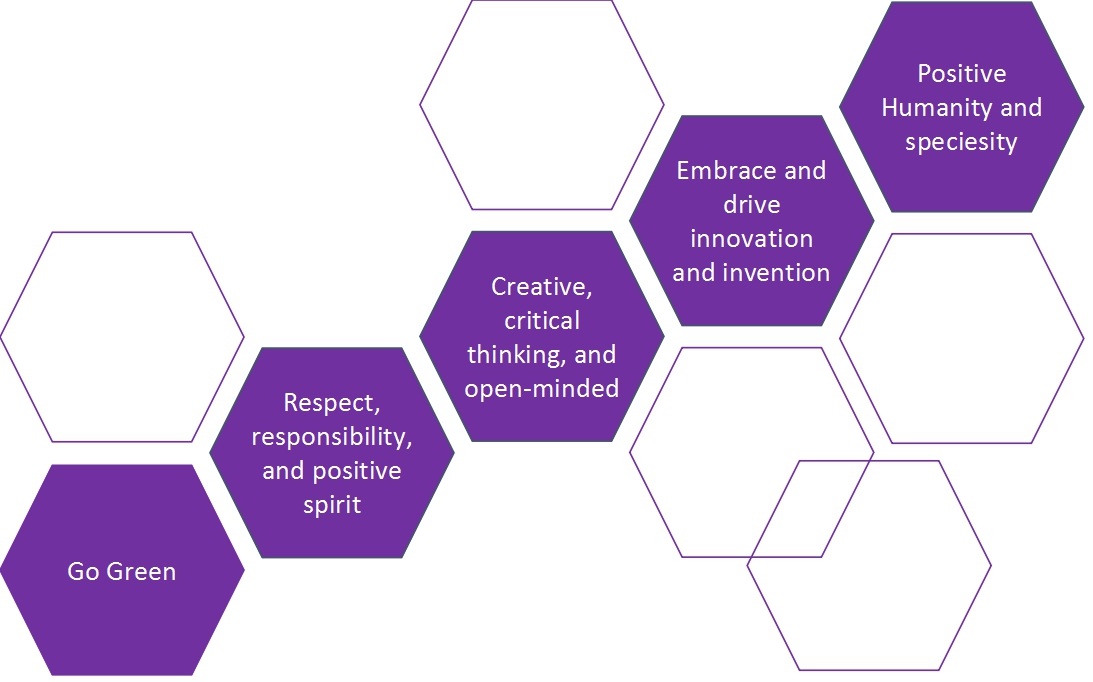 Positive
Humanity and
speciesity
Embrace and
drive
innovation
and invention
Creative,
critical
thinking, and
open-minded
Respect,
responsibility,
and positive
spirit
Go Green